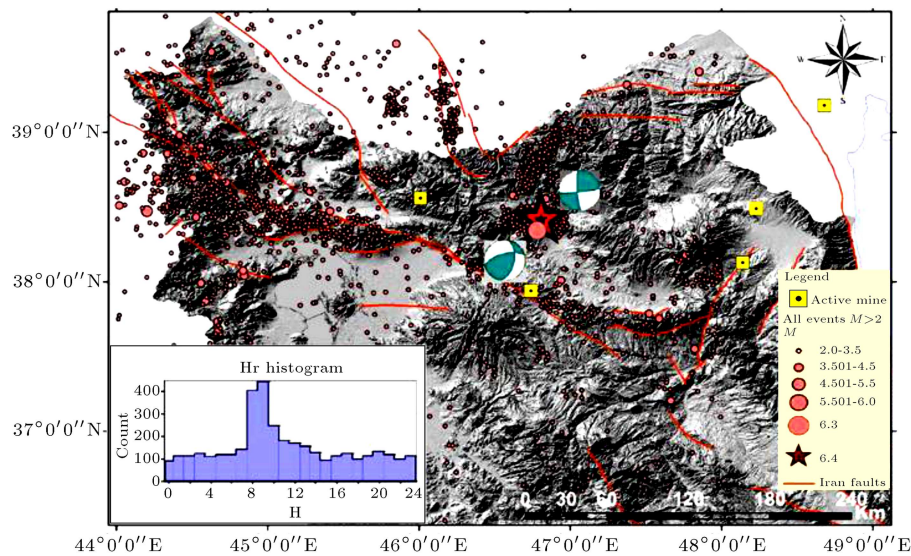 N
W
E
S
39°0′0″N
38°0′0″N
37°0′0″N
44°0′0″E 45°0′0″E 46°0′0″E 47°0′0″E 48°0′0″E 49°0′0″E
Legend
Active mine
All events M>2
M
2.0-3.5
3.501-4.5
4.501-5.5
5.501-6.0
6.3
6.4
Iran faults
0 30 60 120 180 240
Km
Hr histogram
Count
400
300
200
100
0
0 4 8 12 16 20 24
H